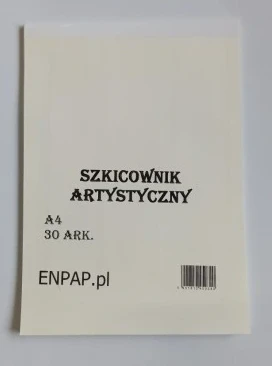 SZKICOWNIK
ARTYSTYCZNY
A4
30 ARK.
ENPAP.pl